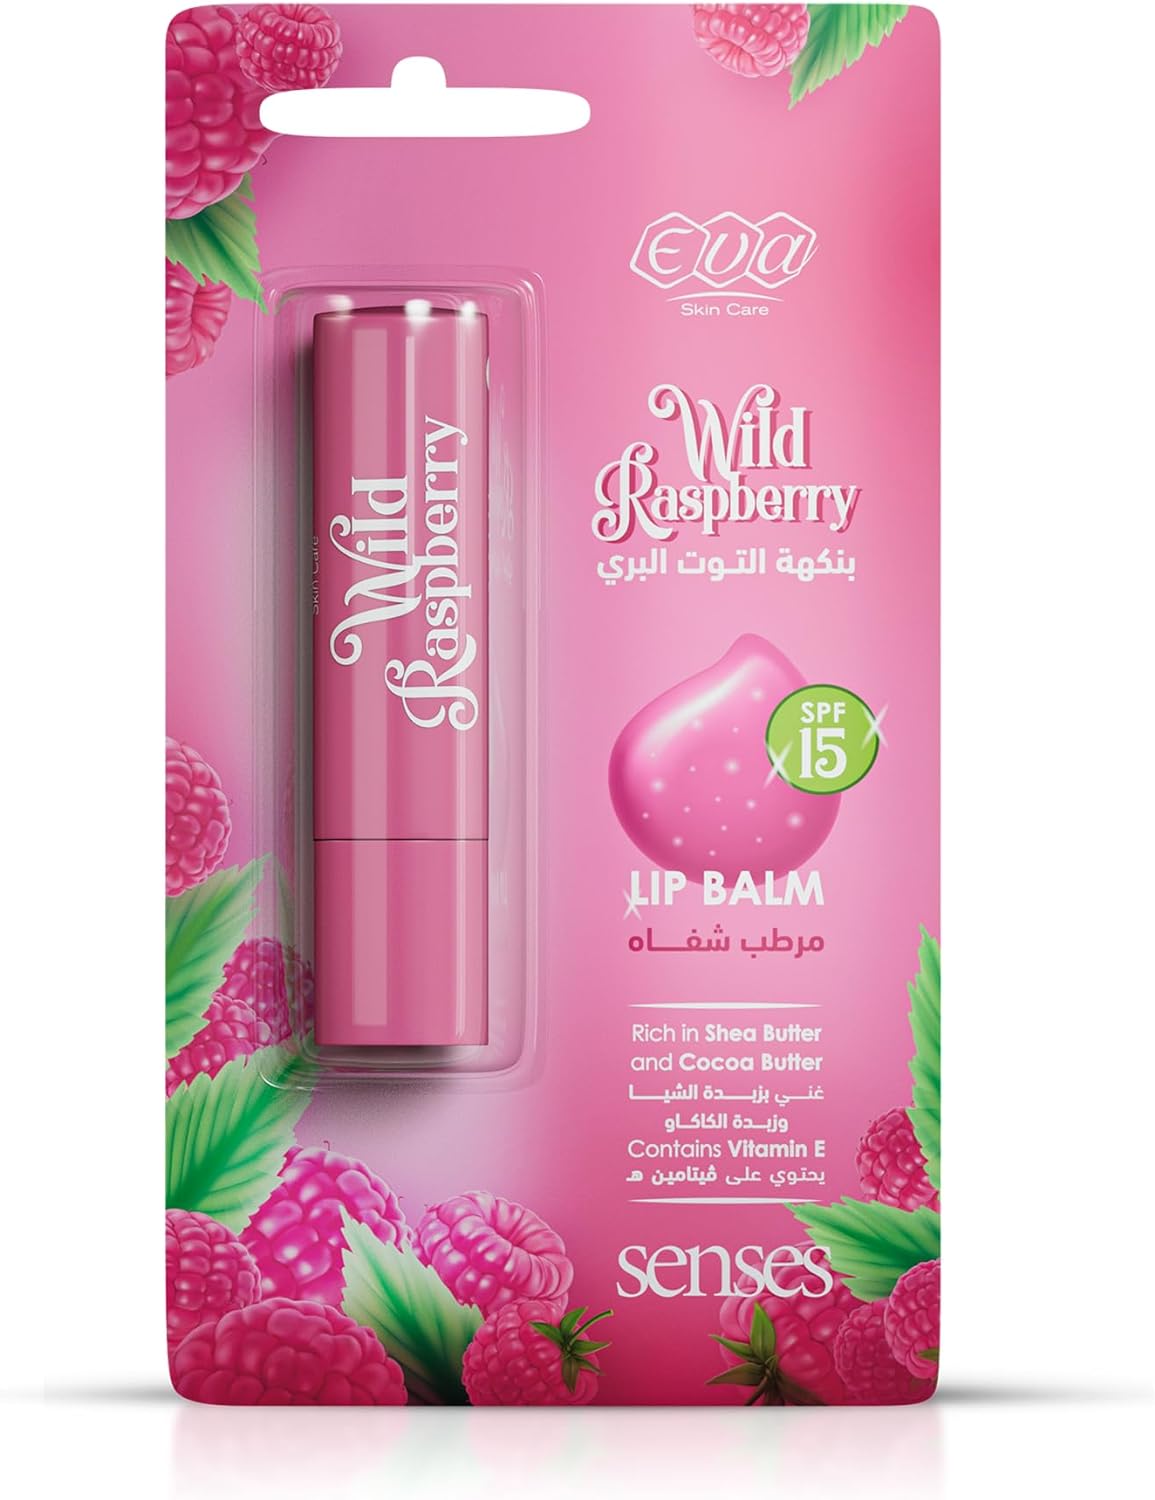 Eva
Skin Care
Wild
Raspberry
بنكهة التوت البري
SPF
15
LIP BALM
مرطب شفاه
Rich in Shea Butter
and Cocoa Butter
غني بزبدة الشيا
وزبدة الكاكاو
Contains Vitamin E
يحتوي على ڤيتامين هـ
senses
Skin Care
Wild
Raspberry